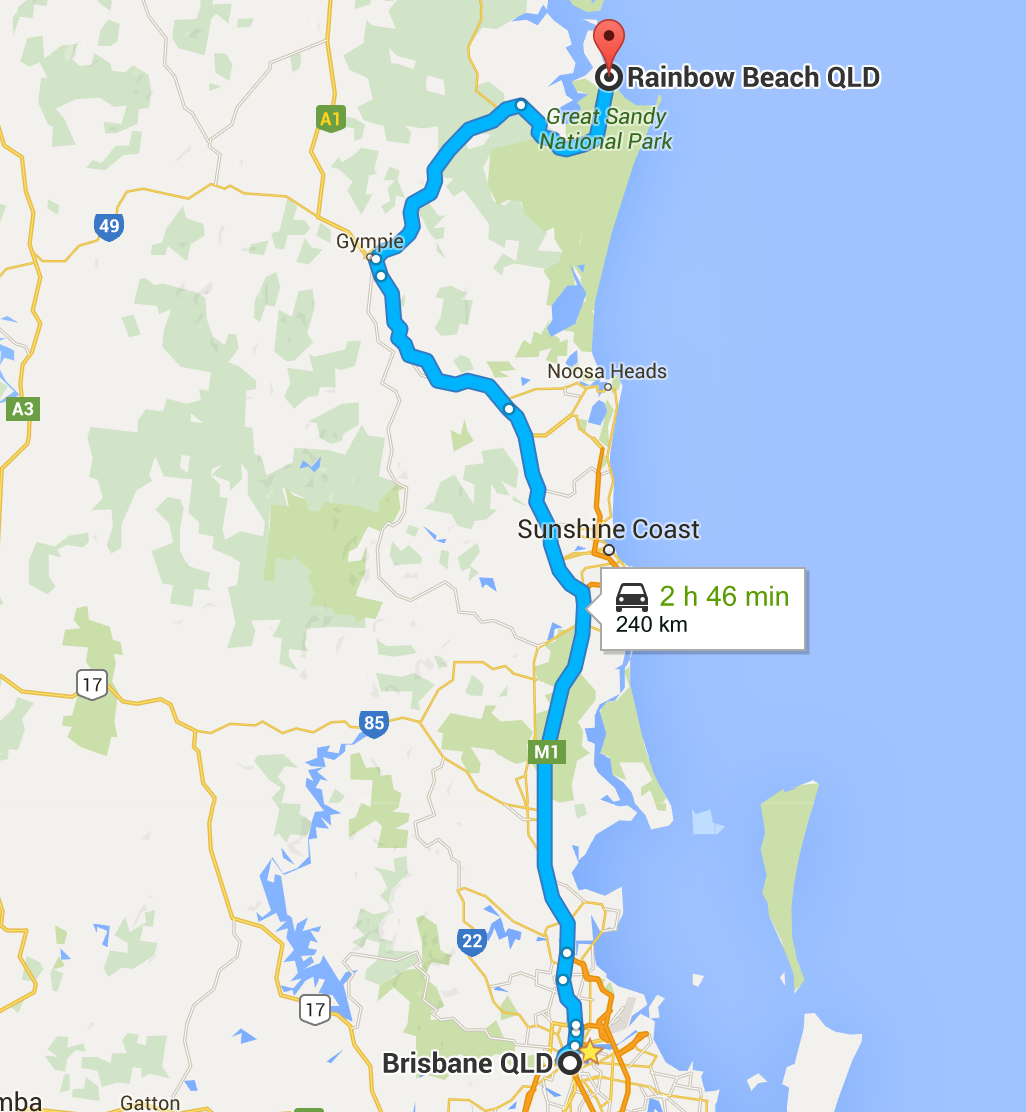 Rainbow Beach QLD
A1
Great Sandy
National Park
49
Gympie
Noosa Heads
A3
Sunshine Coast
2 h 46 min
240 km
17
85
M1
22
17
Brisbane QLD
mba
Gatton